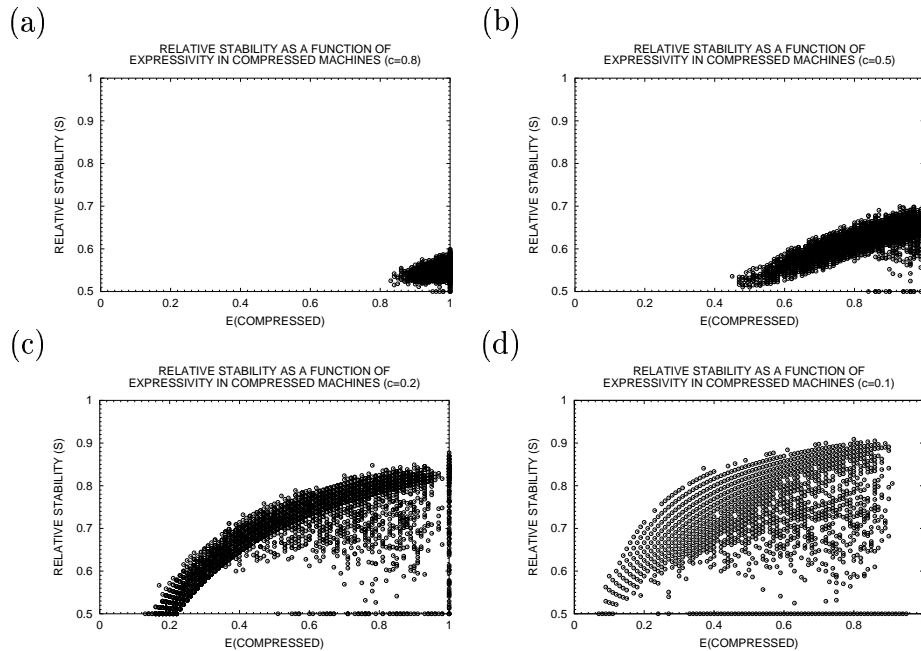 (a)
RELATIVE STABILITY AS A FUNCTION OF
EXPRESSIVITY IN COMPRESSED MACHINES (c=0.8)
1
0.9
0.8
0.7
0.6
0.5
RELATIVE STABILITY (S)
0 0.2 0.4 0.6 0.8 1
E(COMPRESSED)
(b)
RELATIVE STABILITY AS A FUNCTION OF
EXPRESSIVITY IN COMPRESSED MACHINES (c=0.5)
1
0.9
0.8
0.7
0.6
0.5
RELATIVE STABILITY (S)
0 0.2 0.4 0.6 0.8
E(COMPRESSED)
(c)
RELATIVE STABILITY AS A FUNCTION OF
EXPRESSIVITY IN COMPRESSED MACHINES (c=0.2)
1
0.9
0.8
0.7
0.6
0.5
RELATIVE STABILITY (S)
0 0.2 0.4 0.6 0.8 1
E(COMPRESSED)
(d)
RELATIVE STABILITY AS A FUNCTION OF
EXPRESSIVITY IN COMPRESSED MACHINES (c=0.1)
1
0.9
0.8
0.7
0.6
0.5
RELATIVE STABILITY (S)
0 0.2 0.4 0.6 0.8
E(COMPRESSED)